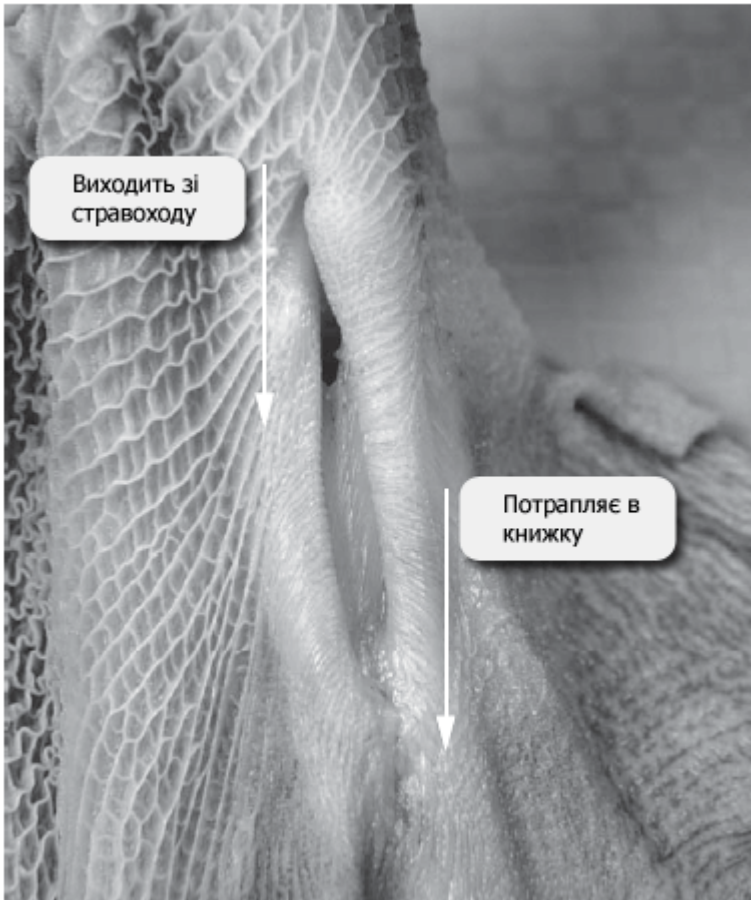 Виходить зі
стравоходу
Потрапляє в
книжку